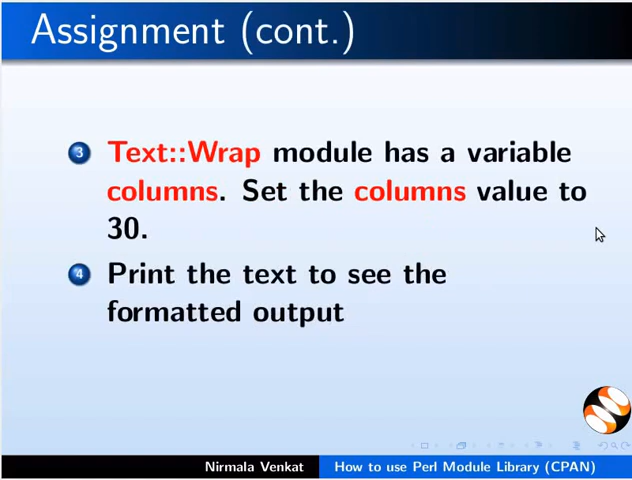 Assignment (cont.)
3 Text::Wrap module has a variable
columns. Set the columns value to
30.
4 Print the text to see the
formatted output
Nirmala Venkat How to use Perl Module Library (CPAN)